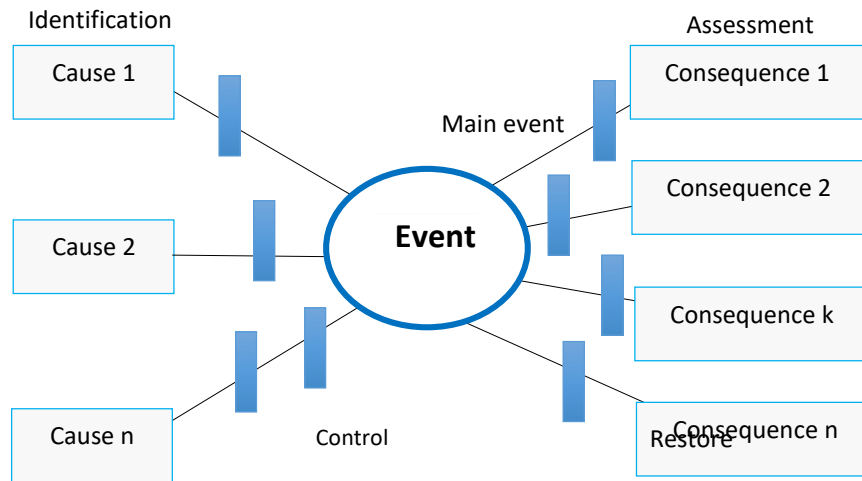 Identification
Assessment
Cause 1
Consequence 1
Main event
Consequence 2
Event
Cause 2
Consequence k
Cause n
Control
Restore
Consequence n